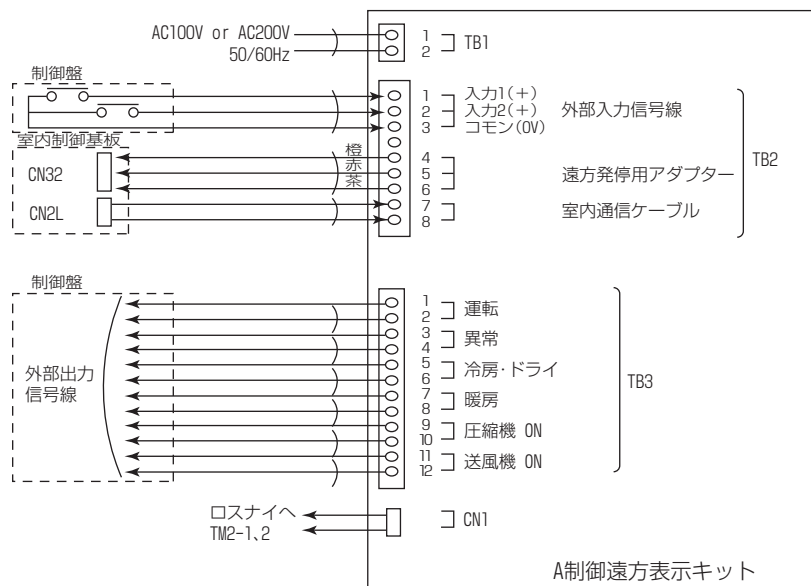 AC100V or AC200V
50/60Hz
1
2
TB1
制御盤
1
2
3
入力1(+)
入力2(+)
コモン(0V)
外部入力信号線
室内制御基板
CN32
CN2L
橙
赤
茶
4
5
6
7
8
遠方発停用アダプター
室内通信ケーブル
TB2
制御盤
外部出力
信号線
1
2
3
4
5
6
7
8
9
10
11
12
運転
異常
冷房・ドライ
暖房
圧縮機 ON
送風機 ON
TB3
ロスナイへ
TM2-1、2
CN1
A制御遠方表示キット